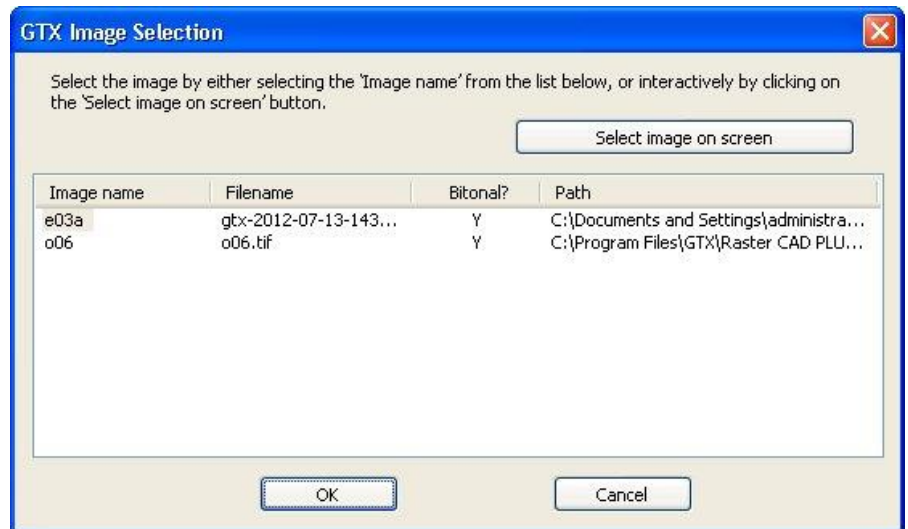 GTX Image Selection
Select the image by either selecting the 'Image name' from the list below, or interactively by clicking on
the 'Select image on screen' button.
Select image on screen
Image name Filename Bitonal? Path
e03a gtx-2012-07-13-143... Y C:\Documents and Settings\administra...
o06 o06.tif Y C:\Program Files\GTX\Raster CAD PLU...
OK Cancel